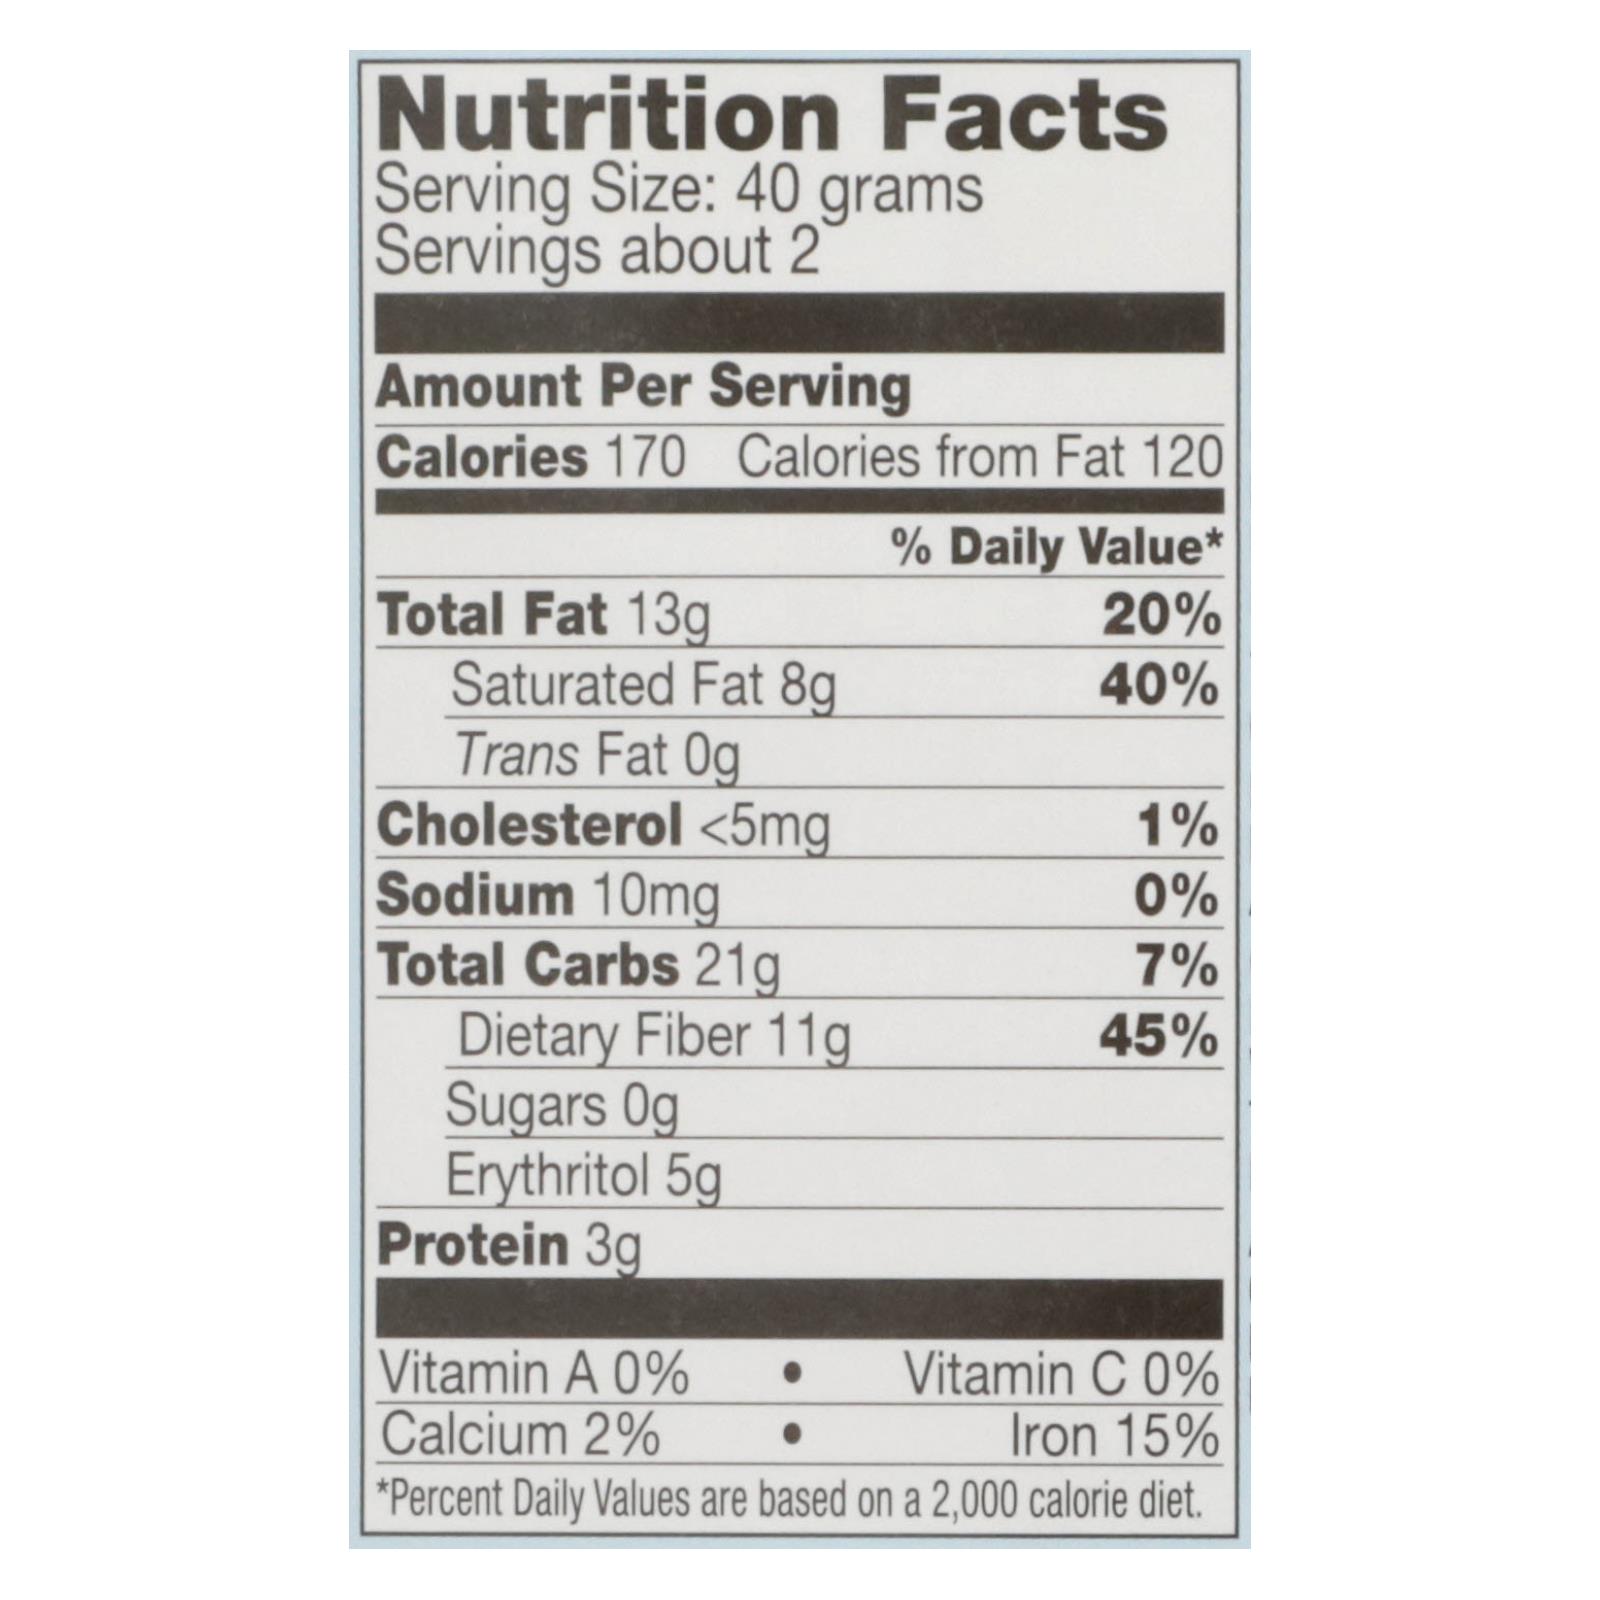 Nutrition Facts
Serving Size: 40 grams
Servings about 2
Amount Per Serving
Calories 170 Calories from Fat 120
% Daily Value*
Total Fat 13g 20%
Saturated Fat 8g 40%
Trans Fat 0g
Cholesterol <5mg 1%
Sodium 10mg 0%
Total Carbs 21g 7%
Dietary Fiber 11g 45%
Sugars 0g
Erythritol 5g
Protein 3g
Vitamin A 0% • Vitamin C 0%
Calcium 2% • Iron 15%
*Percent Daily Values are based on a 2,000 calorie diet.